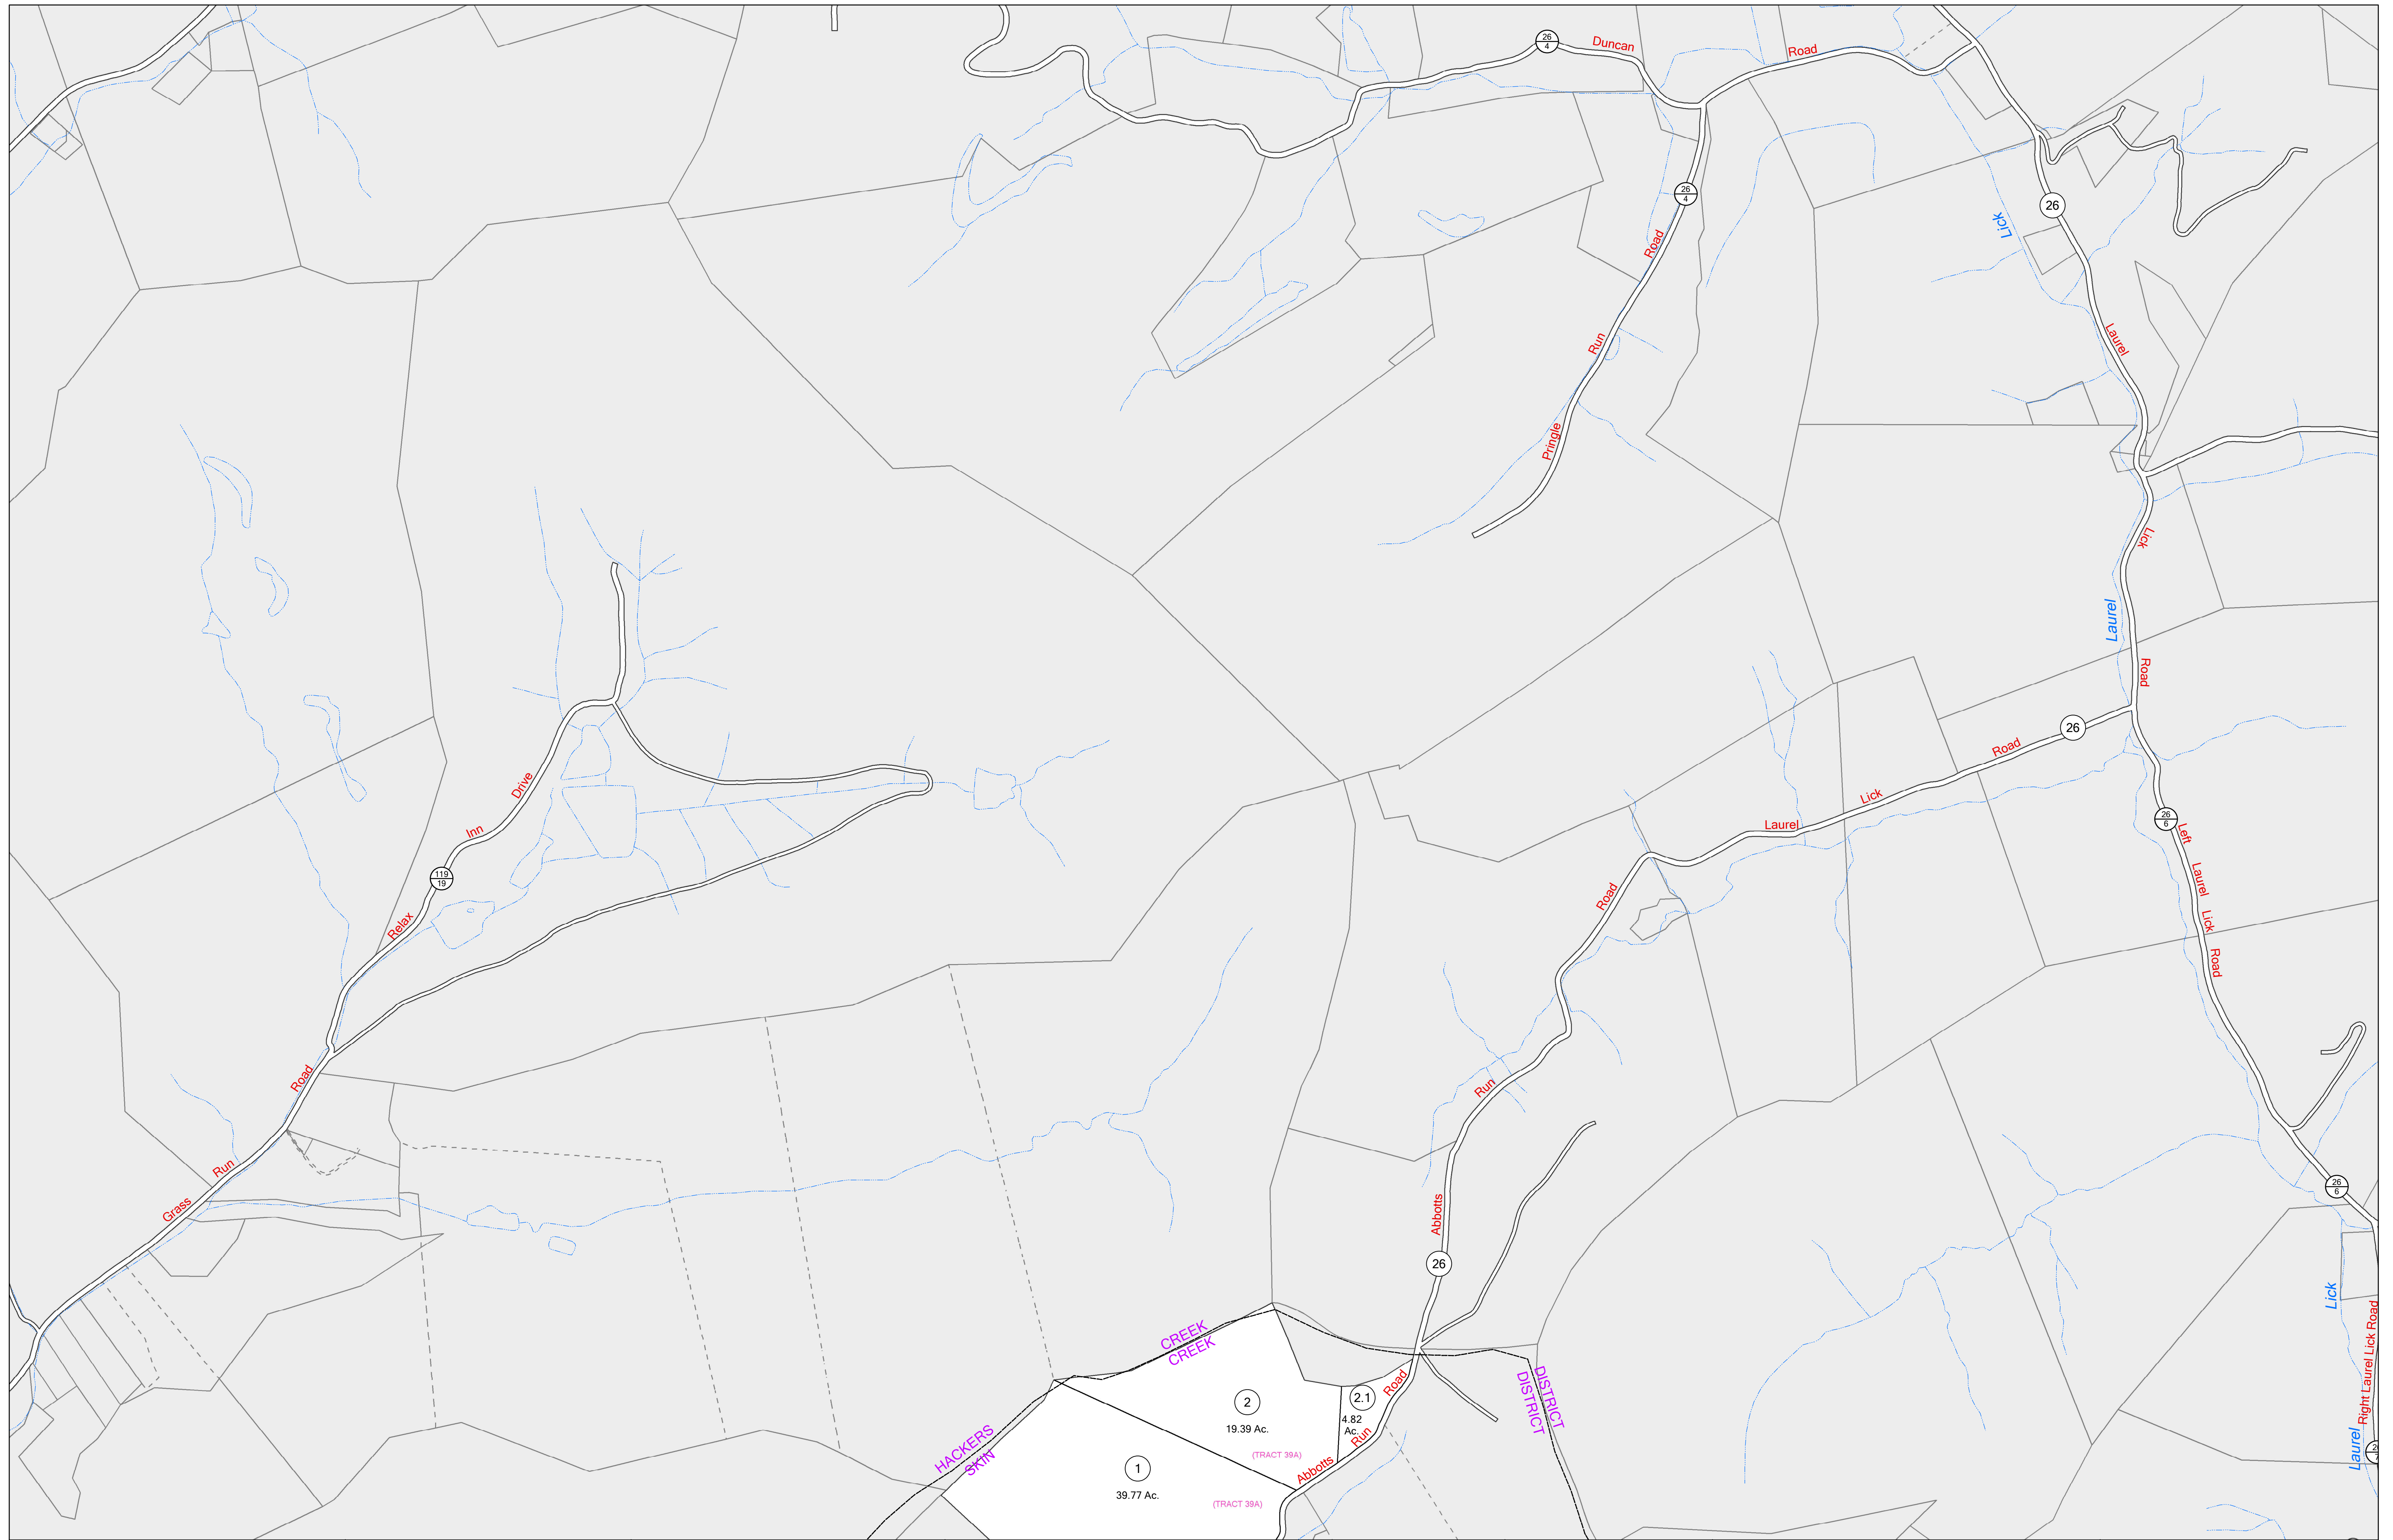 26
4
Duncan
Road
26
4
Road
Run
Pringle
26
Lick
Laurel
Lick
Laurel
Road
26
Road
Lick
Laurel
Road
26
6
Left
Laurel
Lick
Road
Drive
Inn
119
19
Relax
Road
Run
Grass
Run
Abbotts
26
26
6
Lick
Right Laurel Lick Road
Laurel
CREEK
CREEK
HACKERS
SKIN
DISTRICT
DISTRICT
2
19.39 Ac.
(TRACT 39A)
2.1
4.82
Ac.
Road
Run
Abbotts
1
39.77 Ac.
(TRACT 39A)